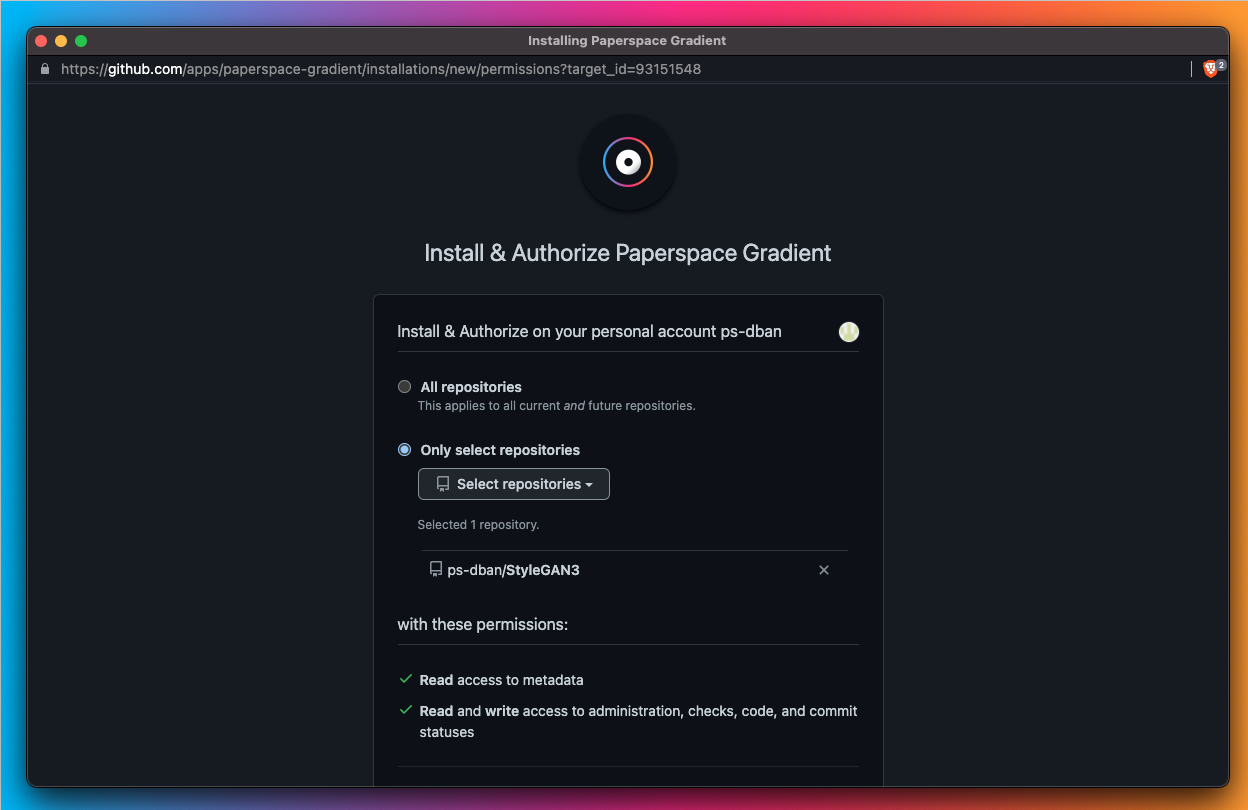 Installing Paperspace Gradient
https://github.com/apps/paperspace-gradient/installations/new/permissions?target_id=93151548
2
Install & Authorize Paperspace Gradient
Install & Authorize on your personal account ps-dban
All repositories
This applies to all current and future repositories.
Only select repositories
Select repositories
Selected 1 repository.
ps-dban/StyleGAN3
with these permissions:
Read access to metadata
Read and write access to administration, checks, code, and commit
statuses